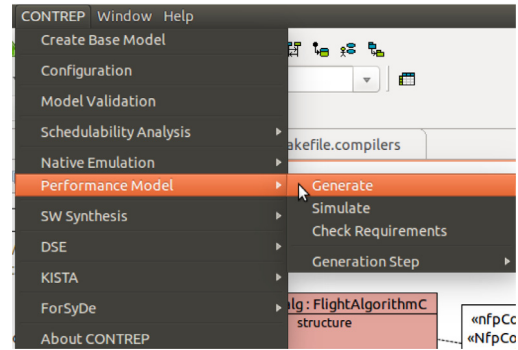 CONTREP Window Help
Create Base Model
Configuration
Model Validation
Schedulability Analysis
akefile.compilers
Native Emulation
Performance Model
Generate
Simulate
SW Synthesis
Check Requirements
DSE
Generation Step
KISTA
ForSyDe
alg : FlightAlgorithmC
structure
«nfpCo
«NfpCo
About CONTREP